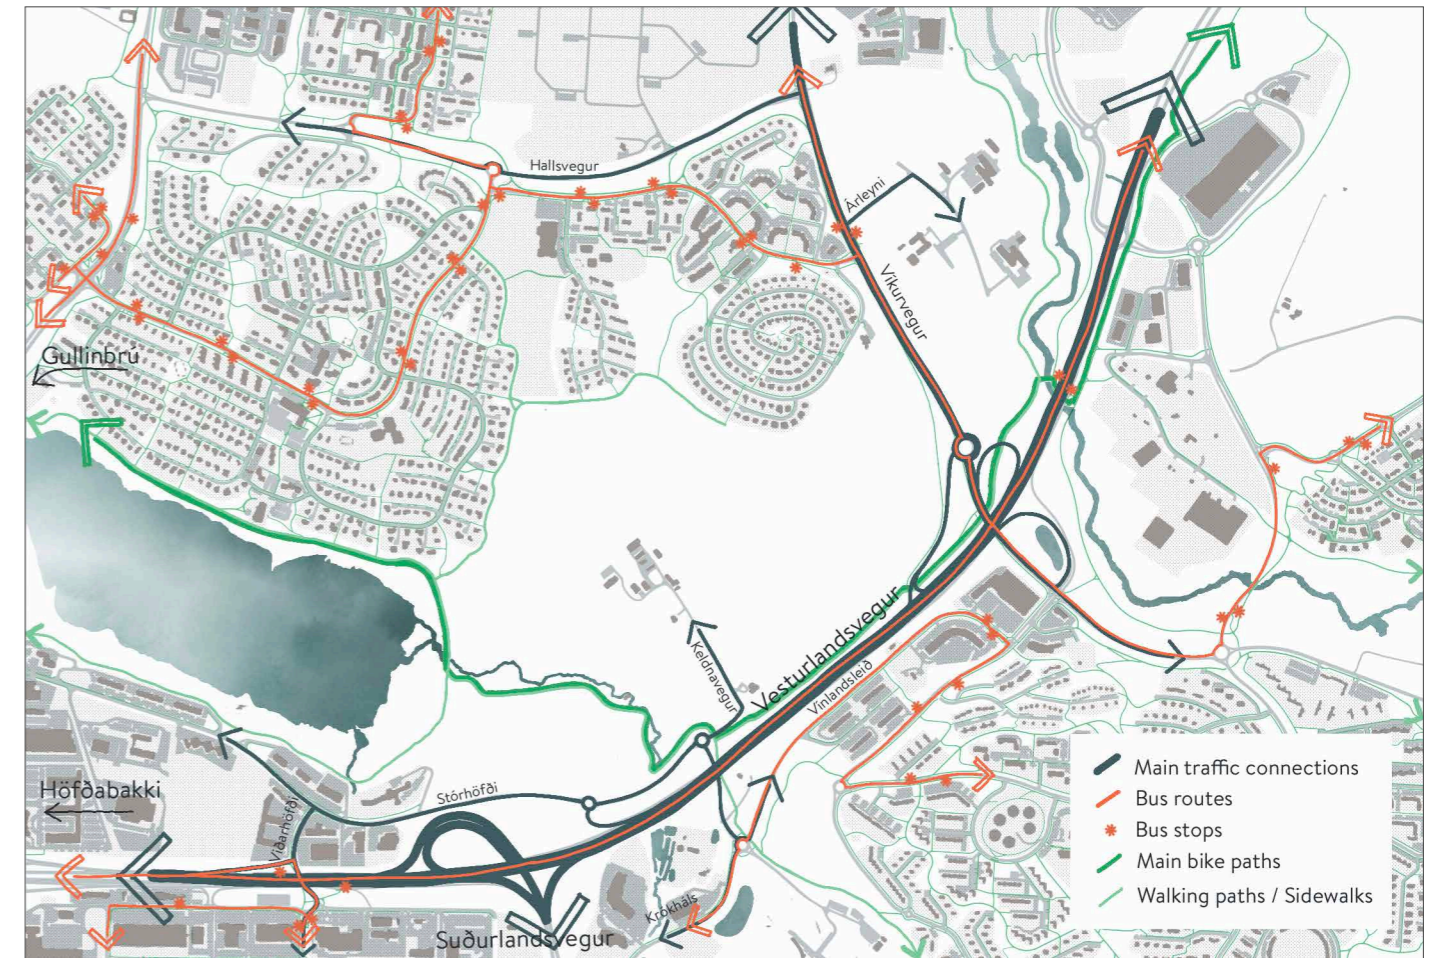 Hallsvegur
Árleyni
Víkurvegur
Gullinbrú
Keldnavegur
Vesturlandsvegur
Vínlandsleið
Höfðabakki
Stórhöfði
Viðarhöfði
Krókháls
Suðurlandsvegur
Main traffic connections
Bus routes
Bus stops
Main bike paths
Walking paths / Sidewalks